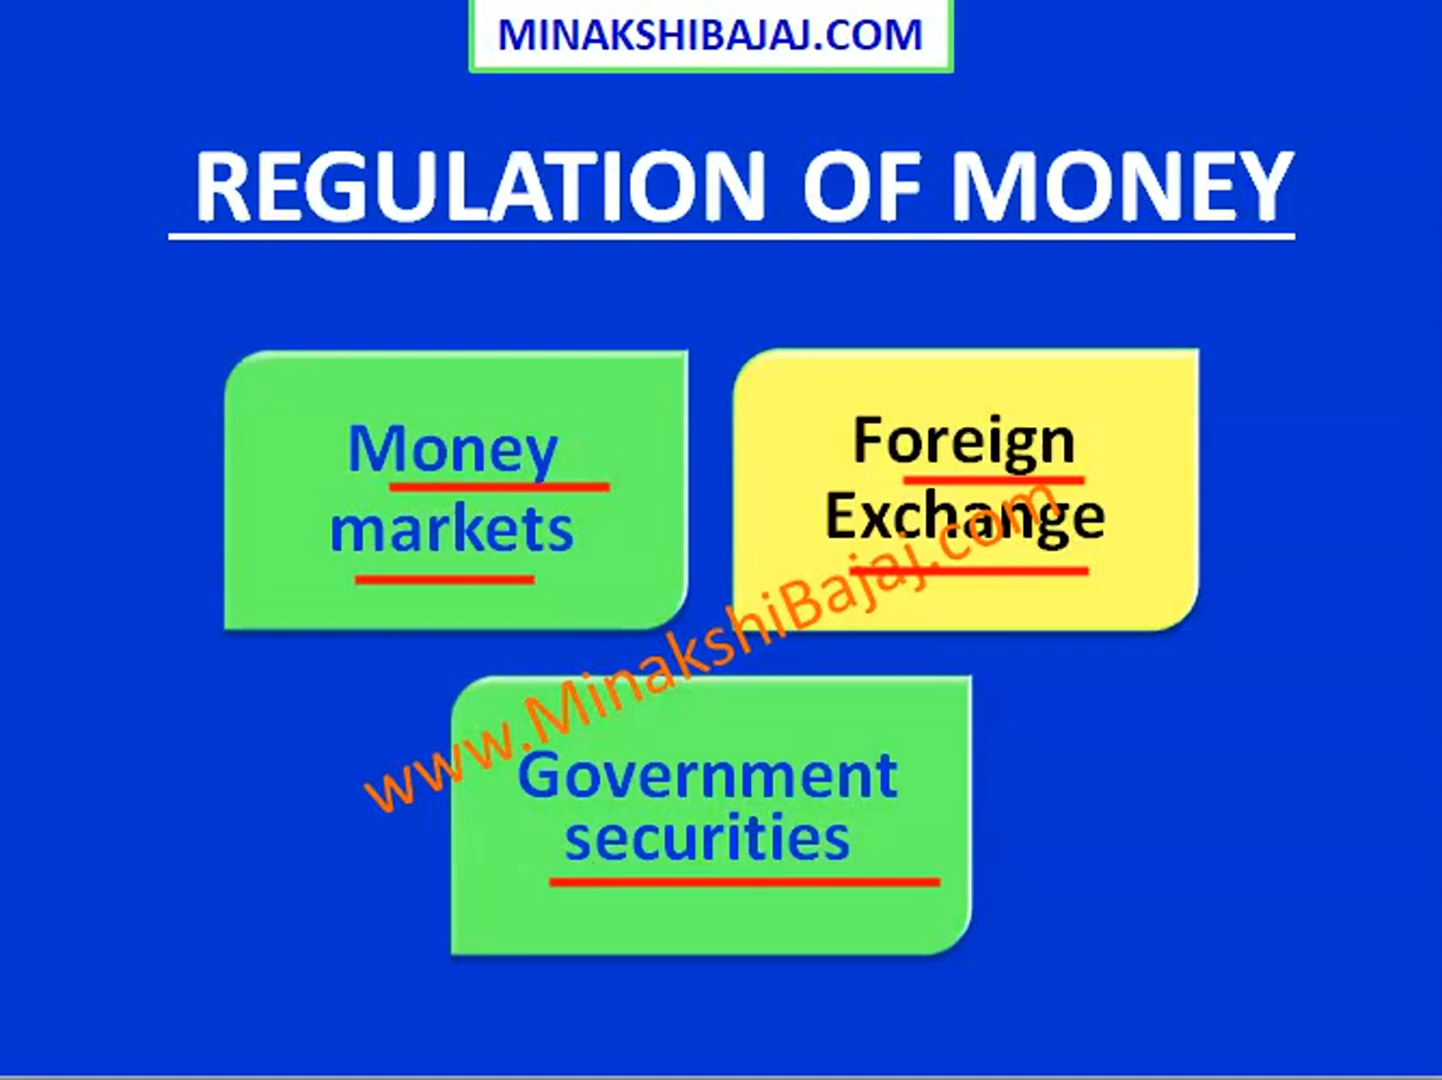 MINAKSHIBAJAJ.COM
REGULATION OF MONEY
Money
markets
Foreign
Exchange
www.MinakshiBajaj.com
Government
securities